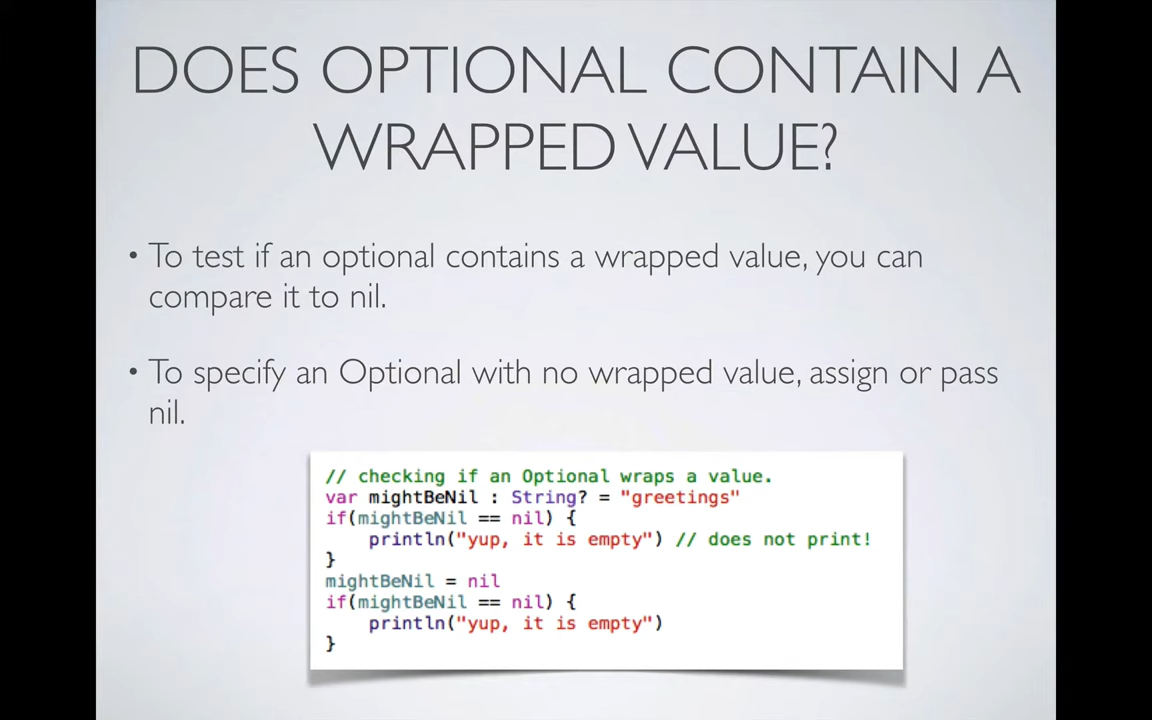 DOES OPTIONAL CONTAIN A
WRAPPED VALUE?
• To test if an optional contains a wrapped value, you can
compare it to nil.
• To specify an Optional with no wrapped value, assign or pass
nil.
// checking if an Optional wraps a value.
var mightBeNil : String? = "greetings"
if(mightBeNil == nil) {
    println("yup, it is empty") // does not print!
}
mightBeNil = nil
if(mightBeNil == nil) {
    println("yup, it is empty")
}